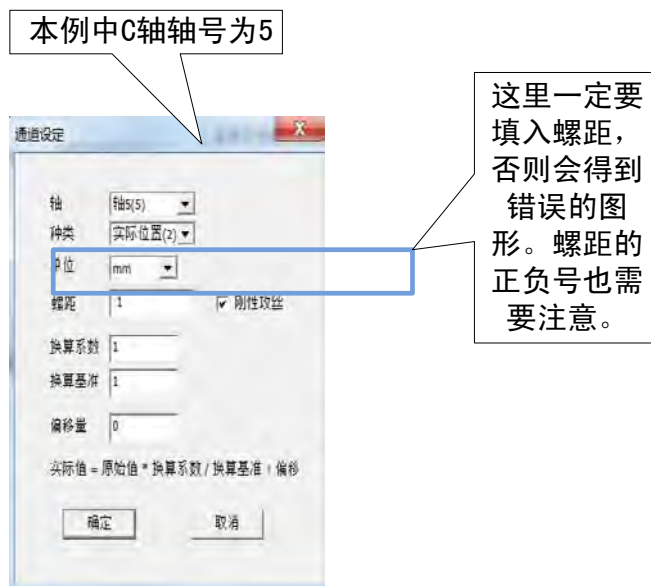 本例中C轴轴号为5
通道设定
这里一定要
填入螺距，
否则会得到
错误的图
形。螺距的
正负号也需
要注意。
轴 轴5(5)
种类 实际位置(2)
单位 mm
螺距 1 刚性攻丝
换算系数 1
换算基准 1
偏移量 0
实际值 = 原始值 * 换算系数 / 换算基准 + 偏移
确定 取消